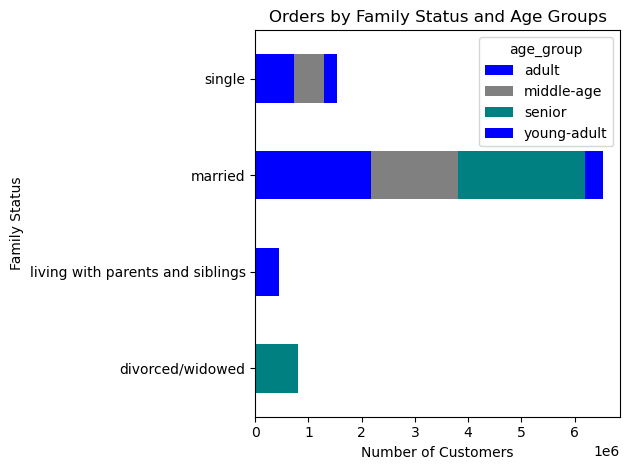 Orders by Family Status and Age Groups
age_group
adult
middle-age
senior
young-adult
single
married
living with parents and siblings
divorced/widowed
Family Status
0 1 2 3 4 5 6
1e6
Number of Customers